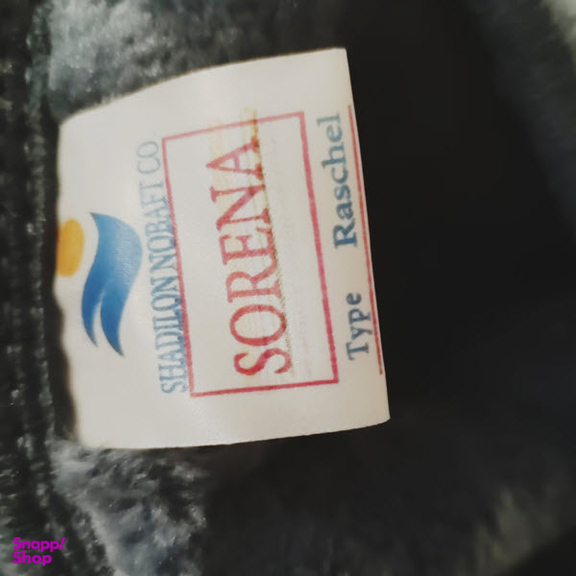 SHADILON NOBAFT CO.
SORENA
Type Raschel
Snapp!
Shop